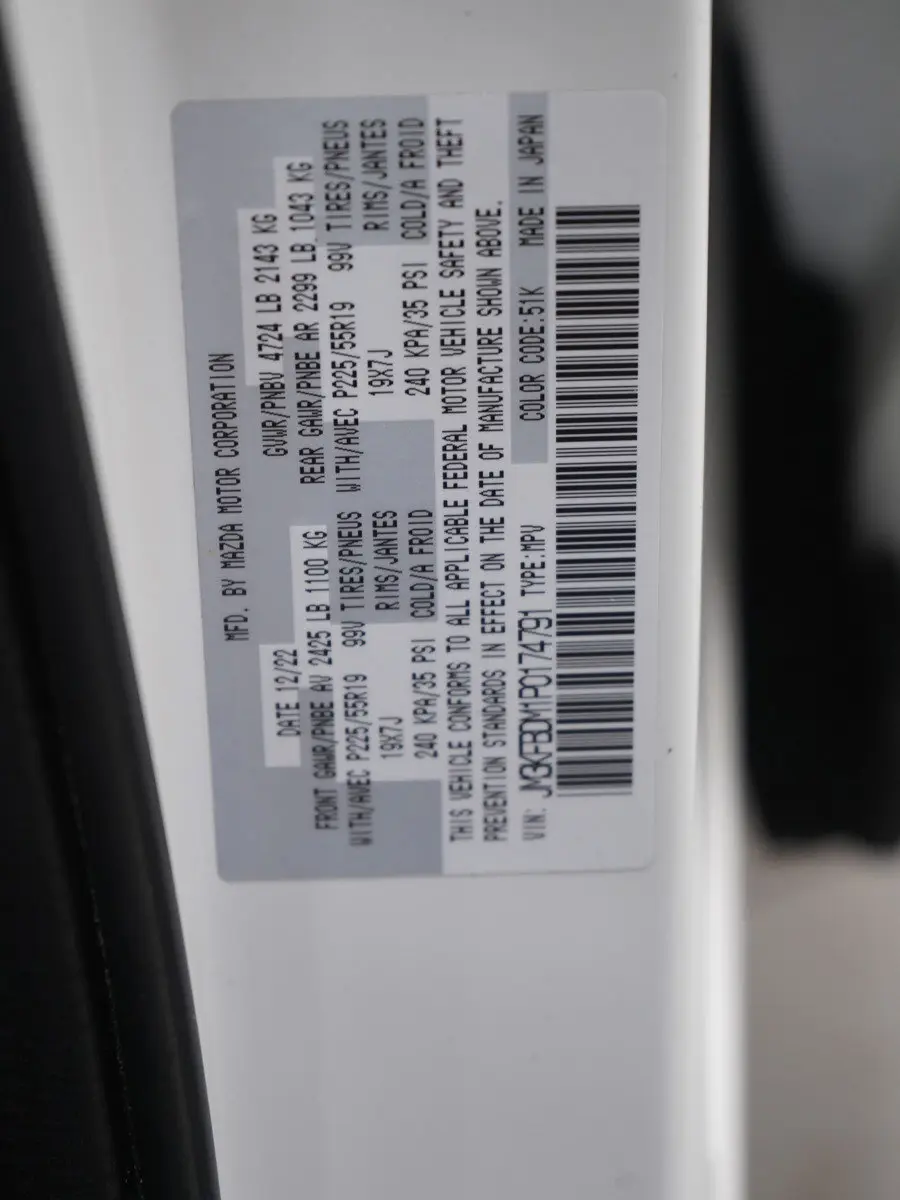 MFD. BY MAZDA MOTOR CORPORATION
DATE 12/22 GVWR/PNBV 4724 LB 2143 KG
FRONT GAWR/PNBE AV 2425 LB 1100 KG REAR GAWR/PNBE AR 2299 LB 1043 KG
WITH/AVEC P225/55R19 99V TIRES/PNEUS WITH/AVEC P225/55R19 99V TIRES/PNEUS
19X7J RIMS/JANTES 19X7J RIMS/JANTES
240 KPA/35 PSI COLD/A FROID 240 KPA/35 PSI COLD/A FROID
THIS VEHICLE CONFORMS TO ALL APPLICABLE FEDERAL MOTOR VEHICLE SAFETY AND THEFT
PREVENTION STANDARDS IN EFFECT ON THE DATE OF MANUFACTURE SHOWN ABOVE.
VIN: JM3KFBDM1P0174791 TYPE:MPV COLOR CODE:51K MADE IN JAPAN